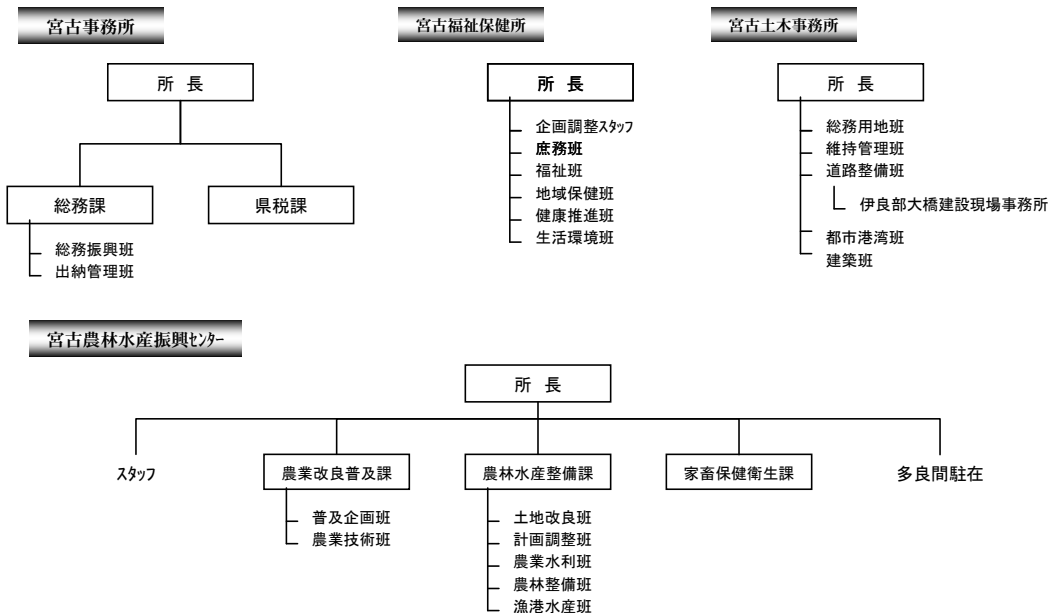 宮古事務所
所 長
総務課
総務振興班
出納管理班
県税課
宮古福祉保健所
所 長
企画調整スタッフ
庶務班
福祉班
地域保健班
健康推進班
生活環境班
宮古土木事務所
所 長
総務用地班
維持管理班
道路整備班
伊良部大橋建設現場事務所
都市港湾班
建築班
宮古農林水産振興センター
所 長
スタッフ
農業改良普及課
普及企画班
農業技術班
農林水産整備課
土地改良班
計画調整班
農業水利班
農林整備班
漁港水産班
家畜保健衛生課
多良間駐在